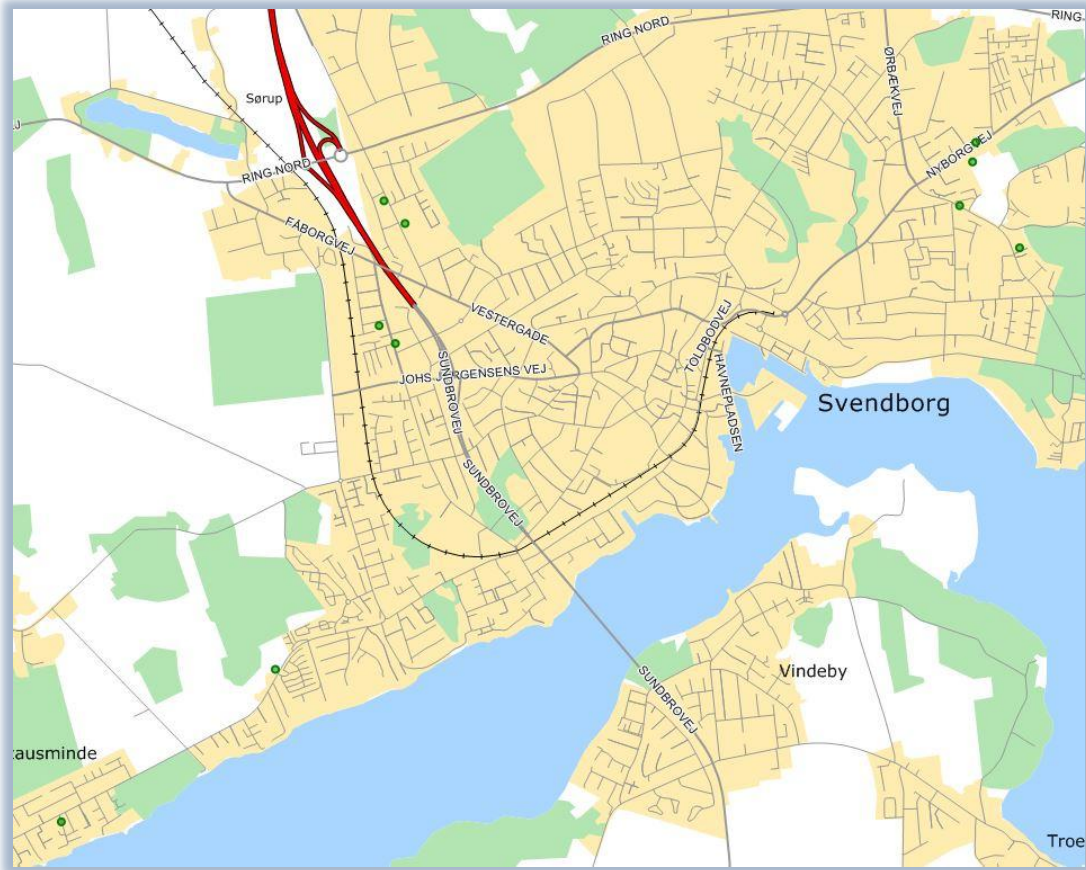 RING NORD
RING
ØRBÆKVEJ
Sørup
J
NYBORGVEJ
RING NORD
FÅBORGVEJ
VESTERGADE
TOLDBODVEJ
JOHS JØRGENSENS VEJ
SUNDBROVEJ
HAVNEPLADSEN
Svendborg
SUNDBROVEJ
Vindeby
SUNDBROVEJ
ausminde
Troe